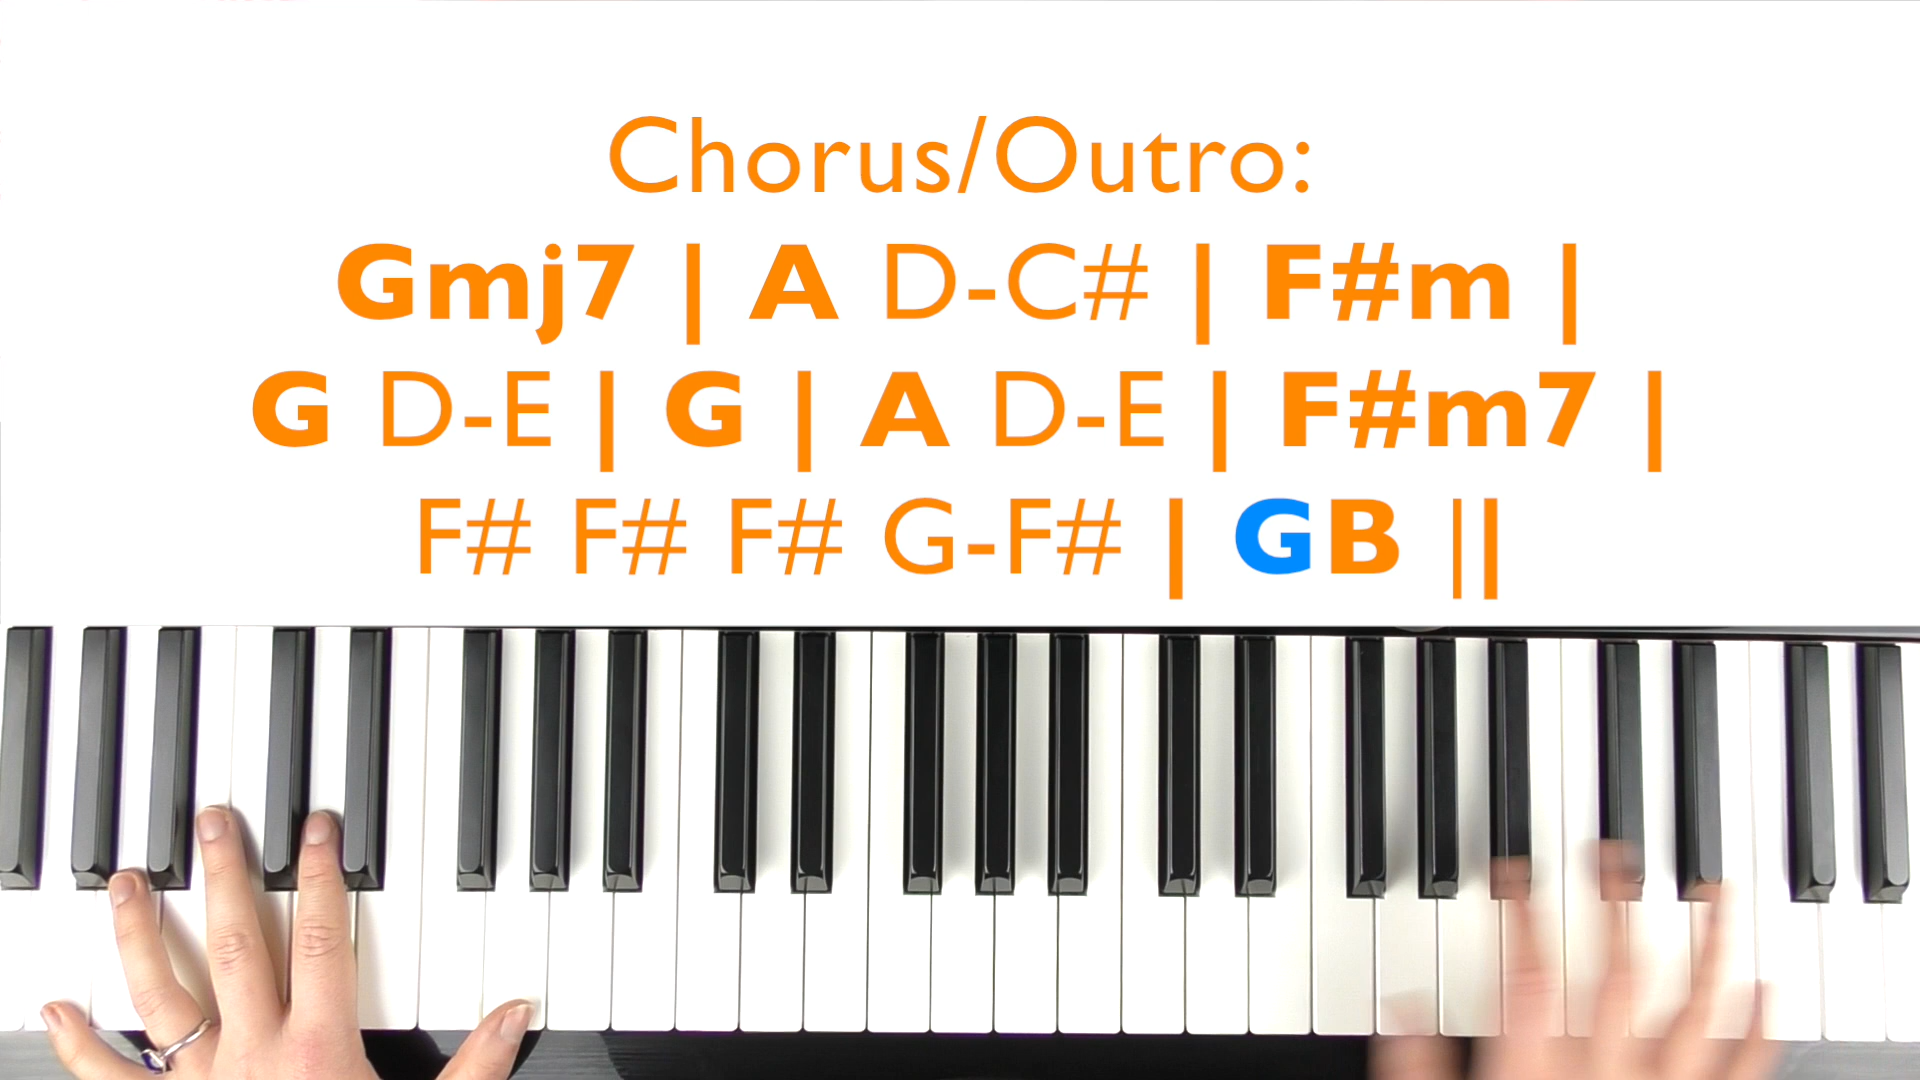 Chorus/Outro:
Gmj7 | A D-C# | F#m |
G D-E | G | A D-E | F#m7 |
F# F# F# G-F# | GB ||